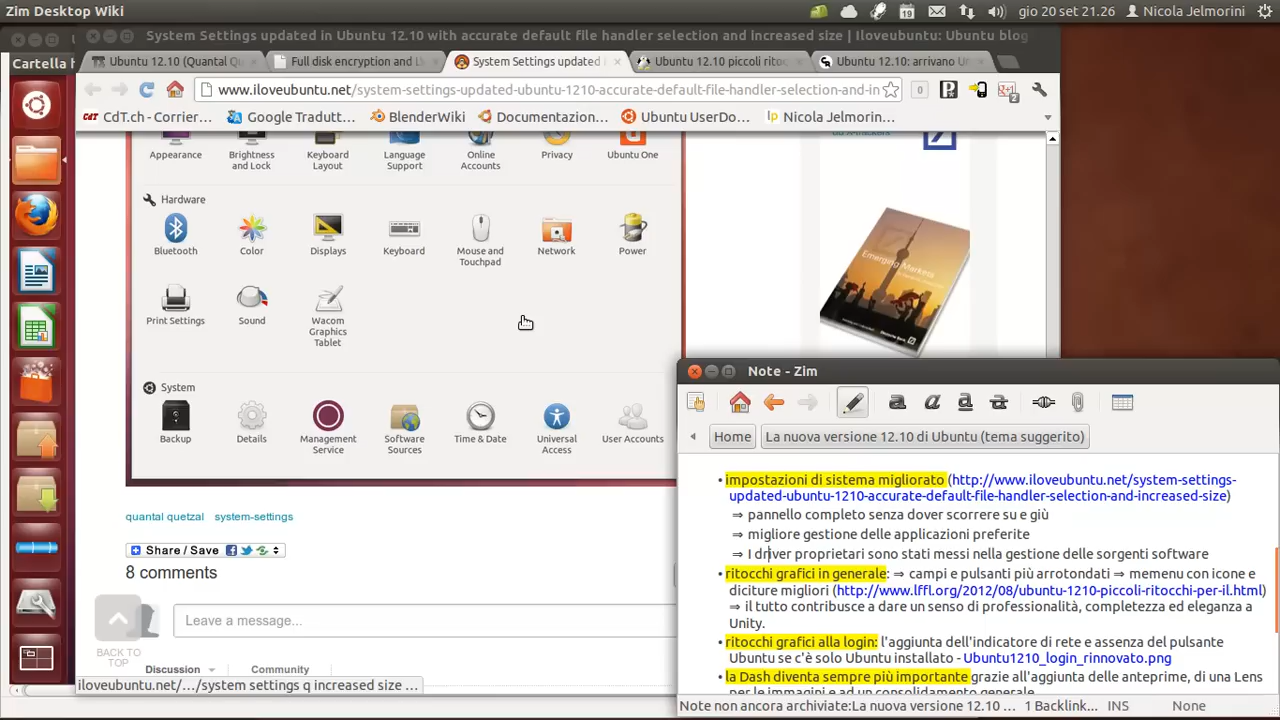 Zim Desktop Wiki
19
gio 20 set 21.26
Nicola Jelmorini
System Settings updated in Ubuntu 12.10 with accurate default file handler selection and increased size | Iloveubuntu: Ubuntu blog
Cartella
Ubuntu 12.10 (Quantal Qu
Full disk encryption and L
System Settings updated i
Ubuntu 12.10 piccoli ritoc
Ubuntu 12.10: arrivano U
www.iloveubuntu.net/system-settings-updated-ubuntu-1210-accurate-default-file-handler-selection-and-in
0
2
CdT.ch - Corrier...
Google Tradutt...
BlenderWiki
Documentazion...
Ubuntu UserDo...
Nicola Jelmorin...
Appearance
Brightness and Lock
Keyboard Layout
Language Support
Online Accounts
Privacy
Ubuntu One
Hardware
Bluetooth
Color
Displays
Keyboard
Mouse and Touchpad
Network
Power
Print Settings
Sound
Wacom Graphics Tablet
System
Backup
Details
Management Service
Software Sources
Time & Date
Universal Access
User Accounts
Emerging Markets
quantal quetzal system-settings
Share / Save
8 comments
Leave a message...
BACK TO TOP
Discussion
Community
iloveubuntu.net/.../system settings q increased size ...
Note - Zim
Home
La nuova versione 12.10 di Ubuntu (tema suggerito)
• impostazioni di sistema migliorato (http://www.iloveubuntu.net/system-settings-
updated-ubuntu-1210-accurate-default-file-handler-selection-and-increased-size)
⇒ pannello completo senza dover scorrere su e giù
⇒ migliore gestione delle applicazioni preferite
⇒ I driver proprietari sono stati messi nella gestione delle sorgenti software
• ritocchi grafici in generale: ⇒ campi e pulsanti più arrotondati ⇒ memenu con icone e
diciture migliori (http://www.lffl.org/2012/08/ubuntu-1210-piccoli-ritocchi-per-il.html)
⇒ il tutto contribuisce a dare un senso di professionalità, completezza ed eleganza a
Unity.
• ritocchi grafici alla login: l'aggiunta dell'indicatore di rete e assenza del pulsante
Ubuntu se c'è solo Ubuntu installato - Ubuntu1210_login_rinnovato.png
• la Dash diventa sempre più importante grazie all'aggiunta delle anteprime, di una Lens
per le immagini e ad un consolidamento generale
Note non ancora archiviate:La nuova versione 12.10 ...
1 Backlink...
INS
None